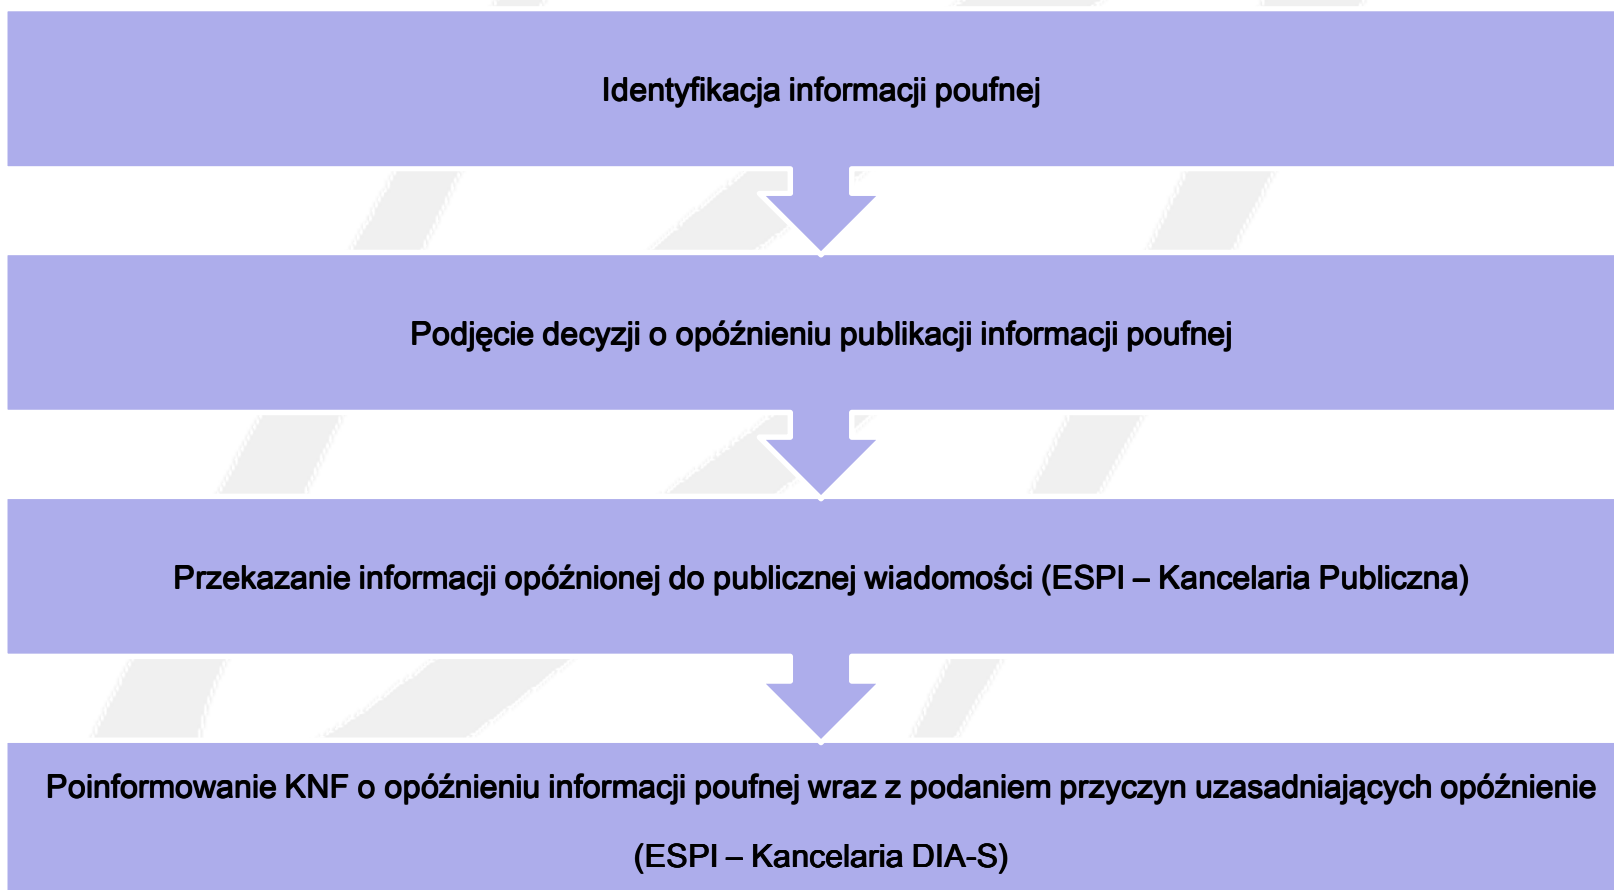 Identyfikacja informacji poufnej
Podjęcie decyzji o opóźnieniu publikacji informacji poufnej
Przekazanie informacji opóźnionej do publicznej wiadomości (ESPI – Kancelaria Publiczna)
Poinformowanie KNF o opóźnieniu informacji poufnej wraz z podaniem przyczyn uzasadniających opóźnienie
(ESPI – Kancelaria DIA-S)